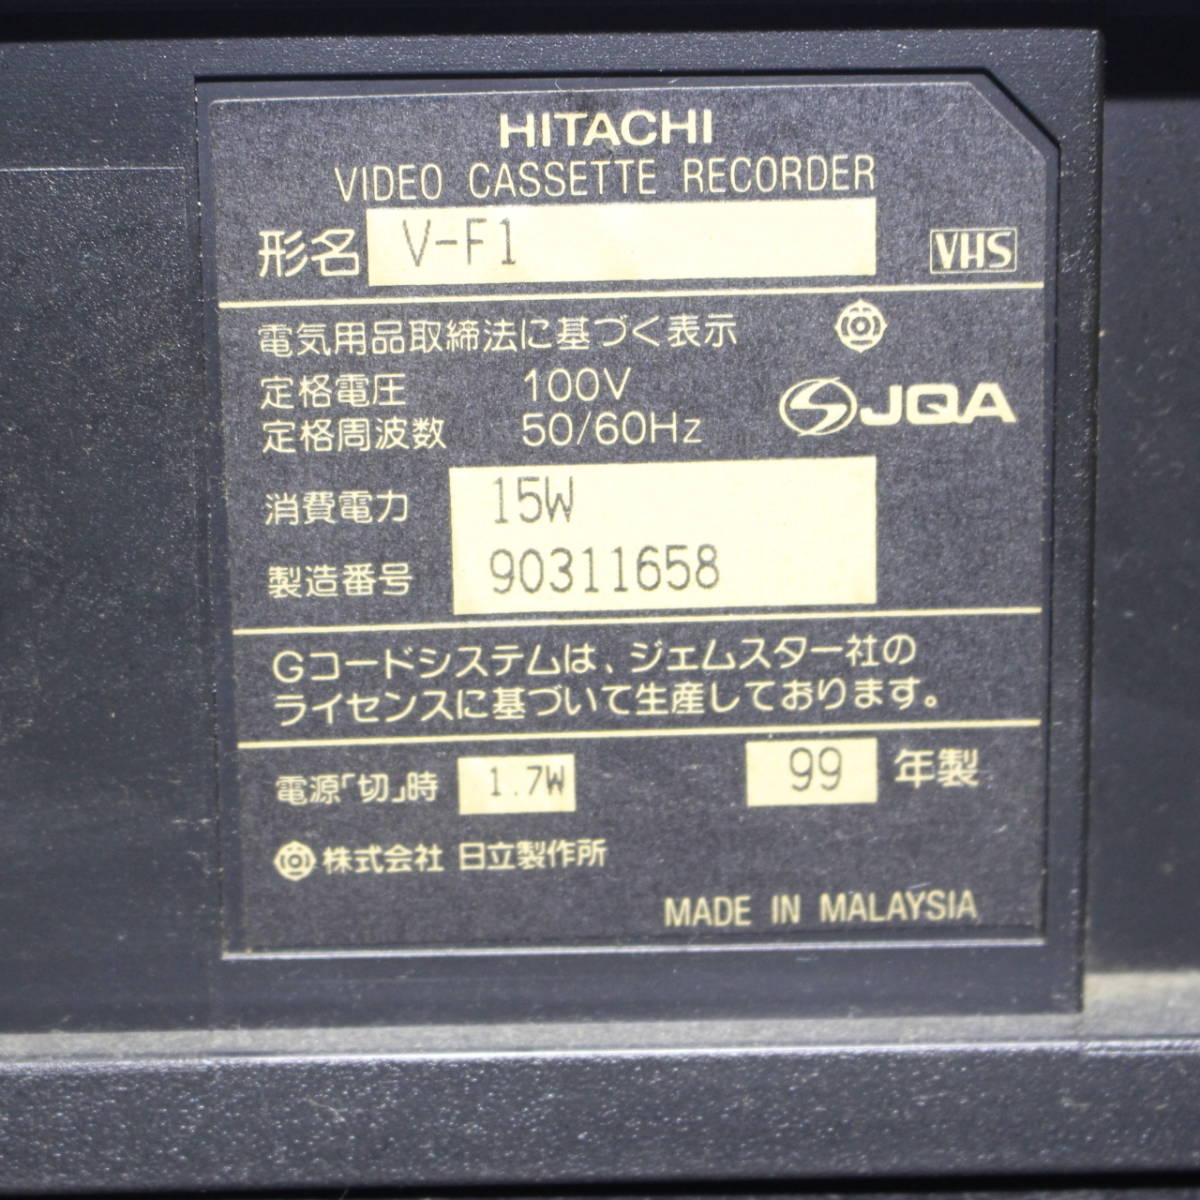 HITACHI
VIDEO CASSETTE RECORDER
形名 V-F1
VHS
電気用品取締法に基づく表示
定格電圧 100V
定格周波数 50/60Hz
JQA
消費電力 15W
製造番号 90311658
Gコードシステムは、ジェムスター社の
ライセンスに基づいて生産しております。
電源「切」時 1.7W 99 年製
株式会社 日立製作所
MADE IN MALAYSIA